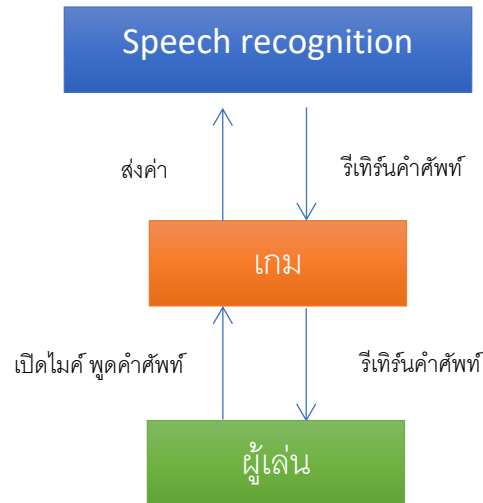 Speech recognition
ส่งค่า
รีเทิร์นคำศัพท์
เกม
เปิดไมค์ พูดคำศัพท์
รีเทิร์นคำศัพท์
ผู้เล่น